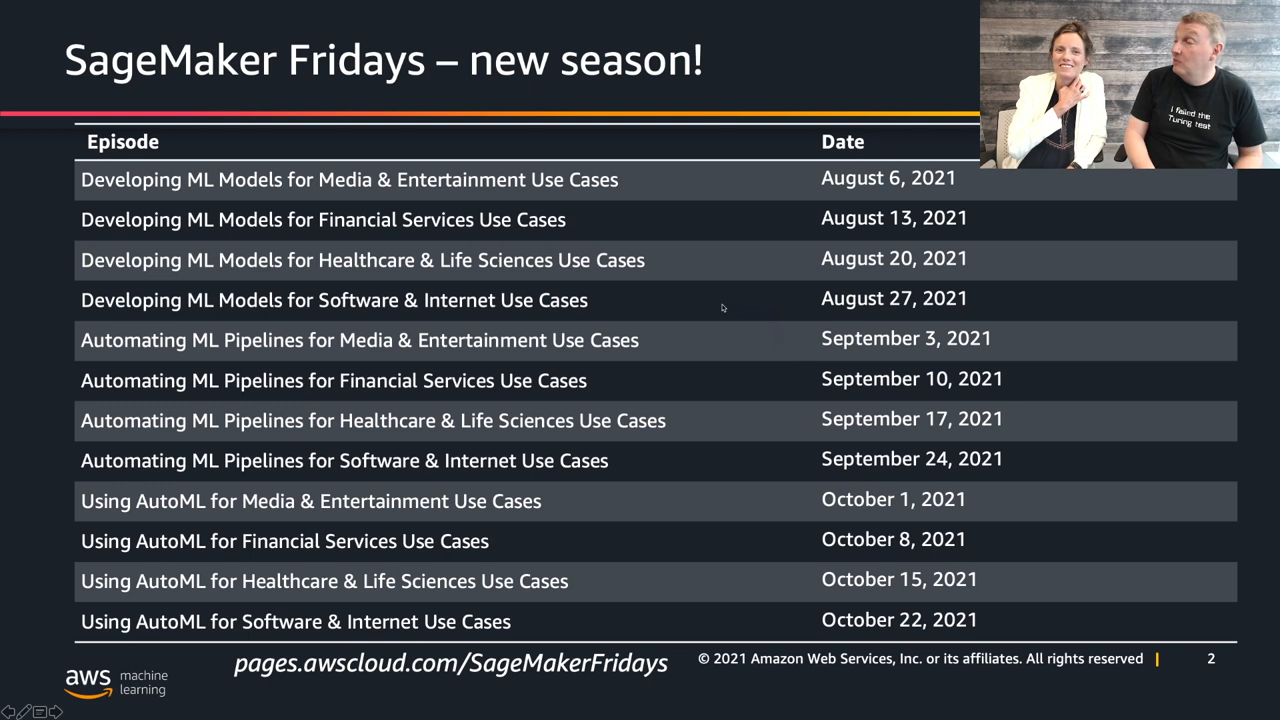 SageMaker Fridays – new season!
i failed the
Turing test
Episode Date
Developing ML Models for Media & Entertainment Use Cases August 6, 2021
Developing ML Models for Financial Services Use Cases August 13, 2021
Developing ML Models for Healthcare & Life Sciences Use Cases August 20, 2021
Developing ML Models for Software & Internet Use Cases August 27, 2021
Automating ML Pipelines for Media & Entertainment Use Cases September 3, 2021
Automating ML Pipelines for Financial Services Use Cases September 10, 2021
Automating ML Pipelines for Healthcare & Life Sciences Use Cases September 17, 2021
Automating ML Pipelines for Software & Internet Use Cases September 24, 2021
Using AutoML for Media & Entertainment Use Cases October 1, 2021
Using AutoML for Financial Services Use Cases October 8, 2021
Using AutoML for Healthcare & Life Sciences Use Cases October 15, 2021
Using AutoML for Software & Internet Use Cases October 22, 2021
aws machine
learning
pages.awscloud.com/SageMakerFridays
© 2021 Amazon Web Services, Inc. or its affiliates. All rights reserved | 2